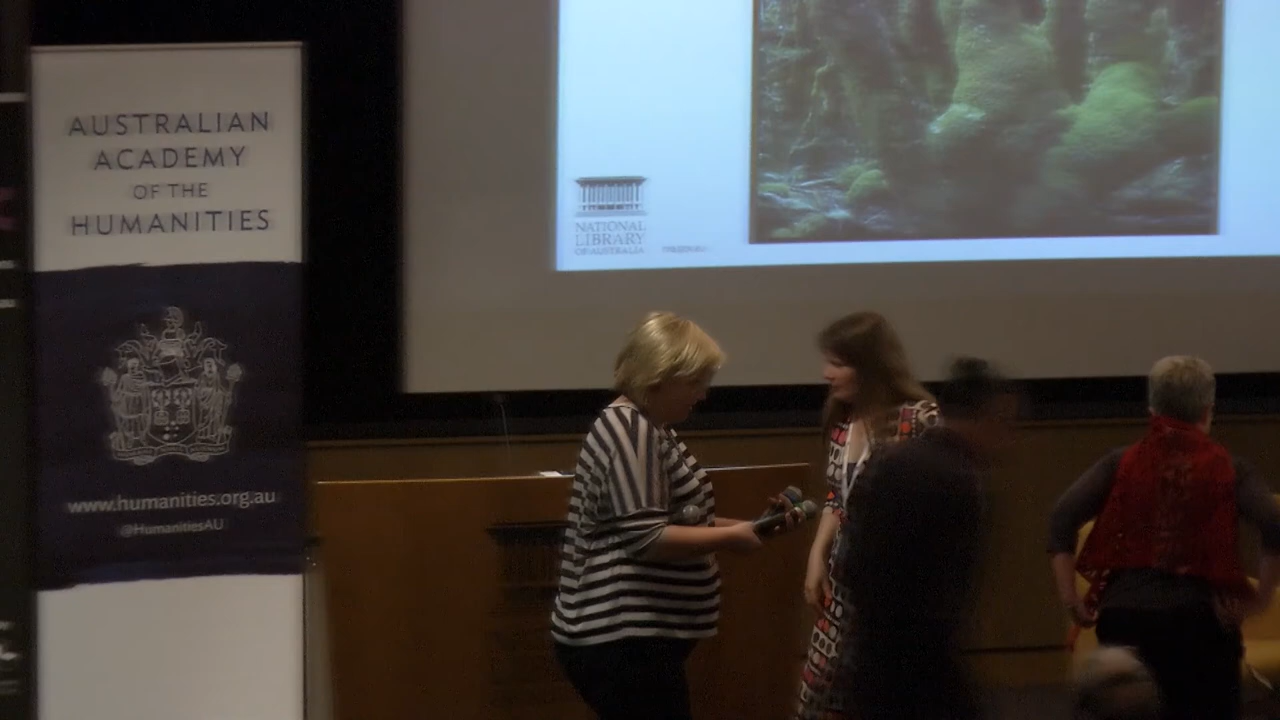 AUSTRALIAN
ACADEMY
OF THE
HUMANITIES
www.humanities.org.au
@HumanitiesAU
NATIONAL
LIBRARY
OF AUSTRALIA